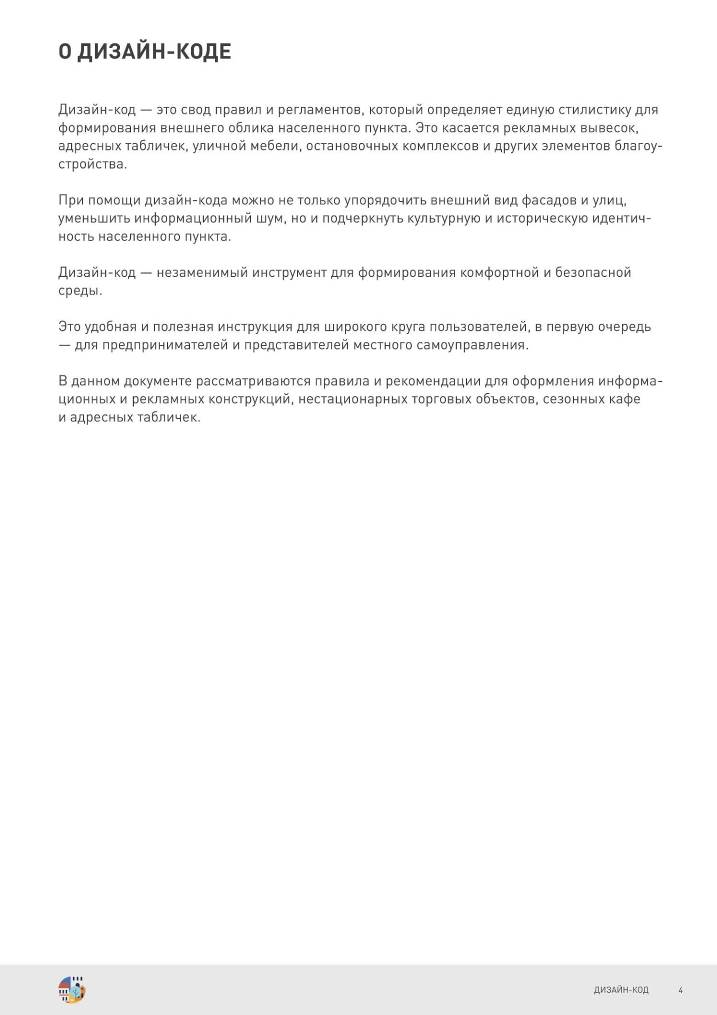 О ДИЗАЙН-КОДЕ
Дизайн-код — это свод правил и регламентов, который определяет единую стилистику для
формирования внешнего облика населенного пункта. Это касается рекламных вывесок,
адресных табличек, уличной мебели, остановочных комплексов и других элементов благоу-
стройства.
При помощи дизайн-кода можно не только упорядочить внешний вид фасадов и улиц,
уменьшить информационный шум, но и подчеркнуть культурную и историческую идентич-
ность населенного пункта.
Дизайн-код — незаменимый инструмент для формирования комфортной и безопасной
среды.
Это удобная и полезная инструкция для широкого круга пользователей, в первую очередь
— для предпринимателей и представителей местного самоуправления.
В данном документе рассматриваются правила и рекомендации для оформления информа-
ционных и рекламных конструкций, нестационарных торговых объектов, сезонных кафе
и адресных табличек.
ДИЗАЙН-КОД 4